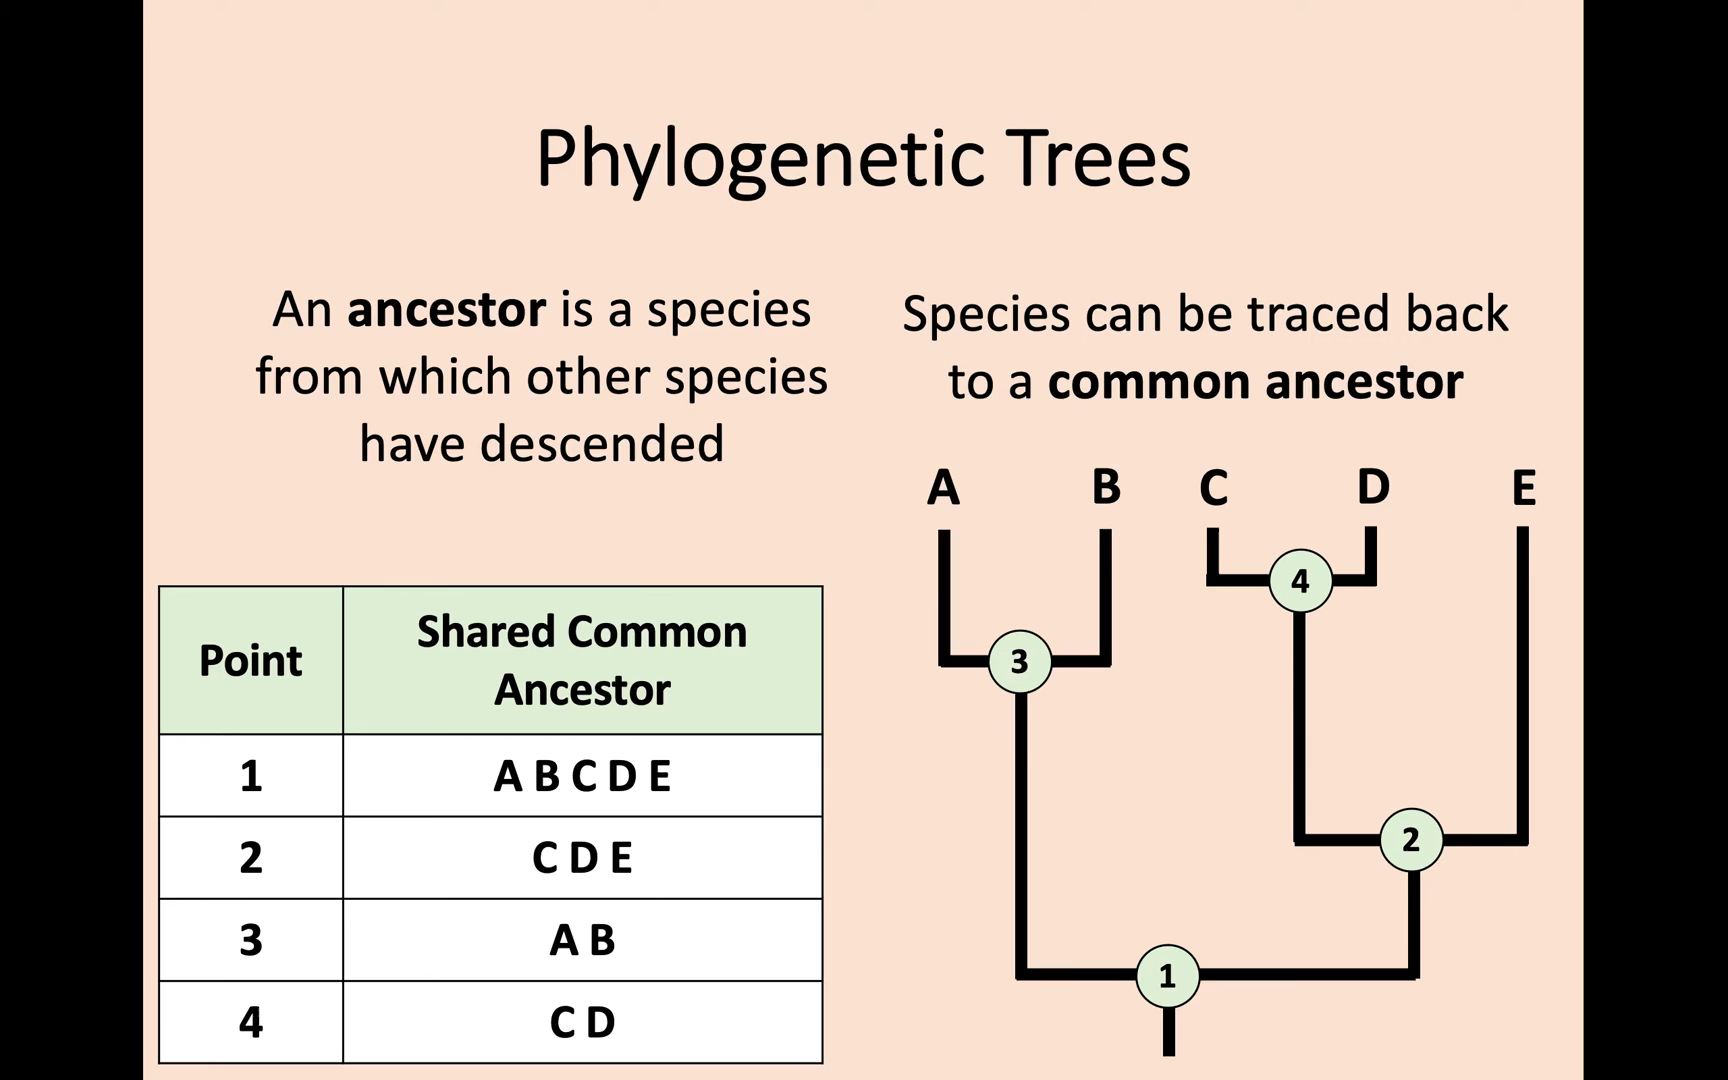 Phylogenetic Trees
An ancestor is a species
from which other species
have descended
Species can be traced back
to a common ancestor
Point
Shared Common
Ancestor
1
A B C D E
2
C D E
3
A B
4
C D
A B C D E
4
3
2
1